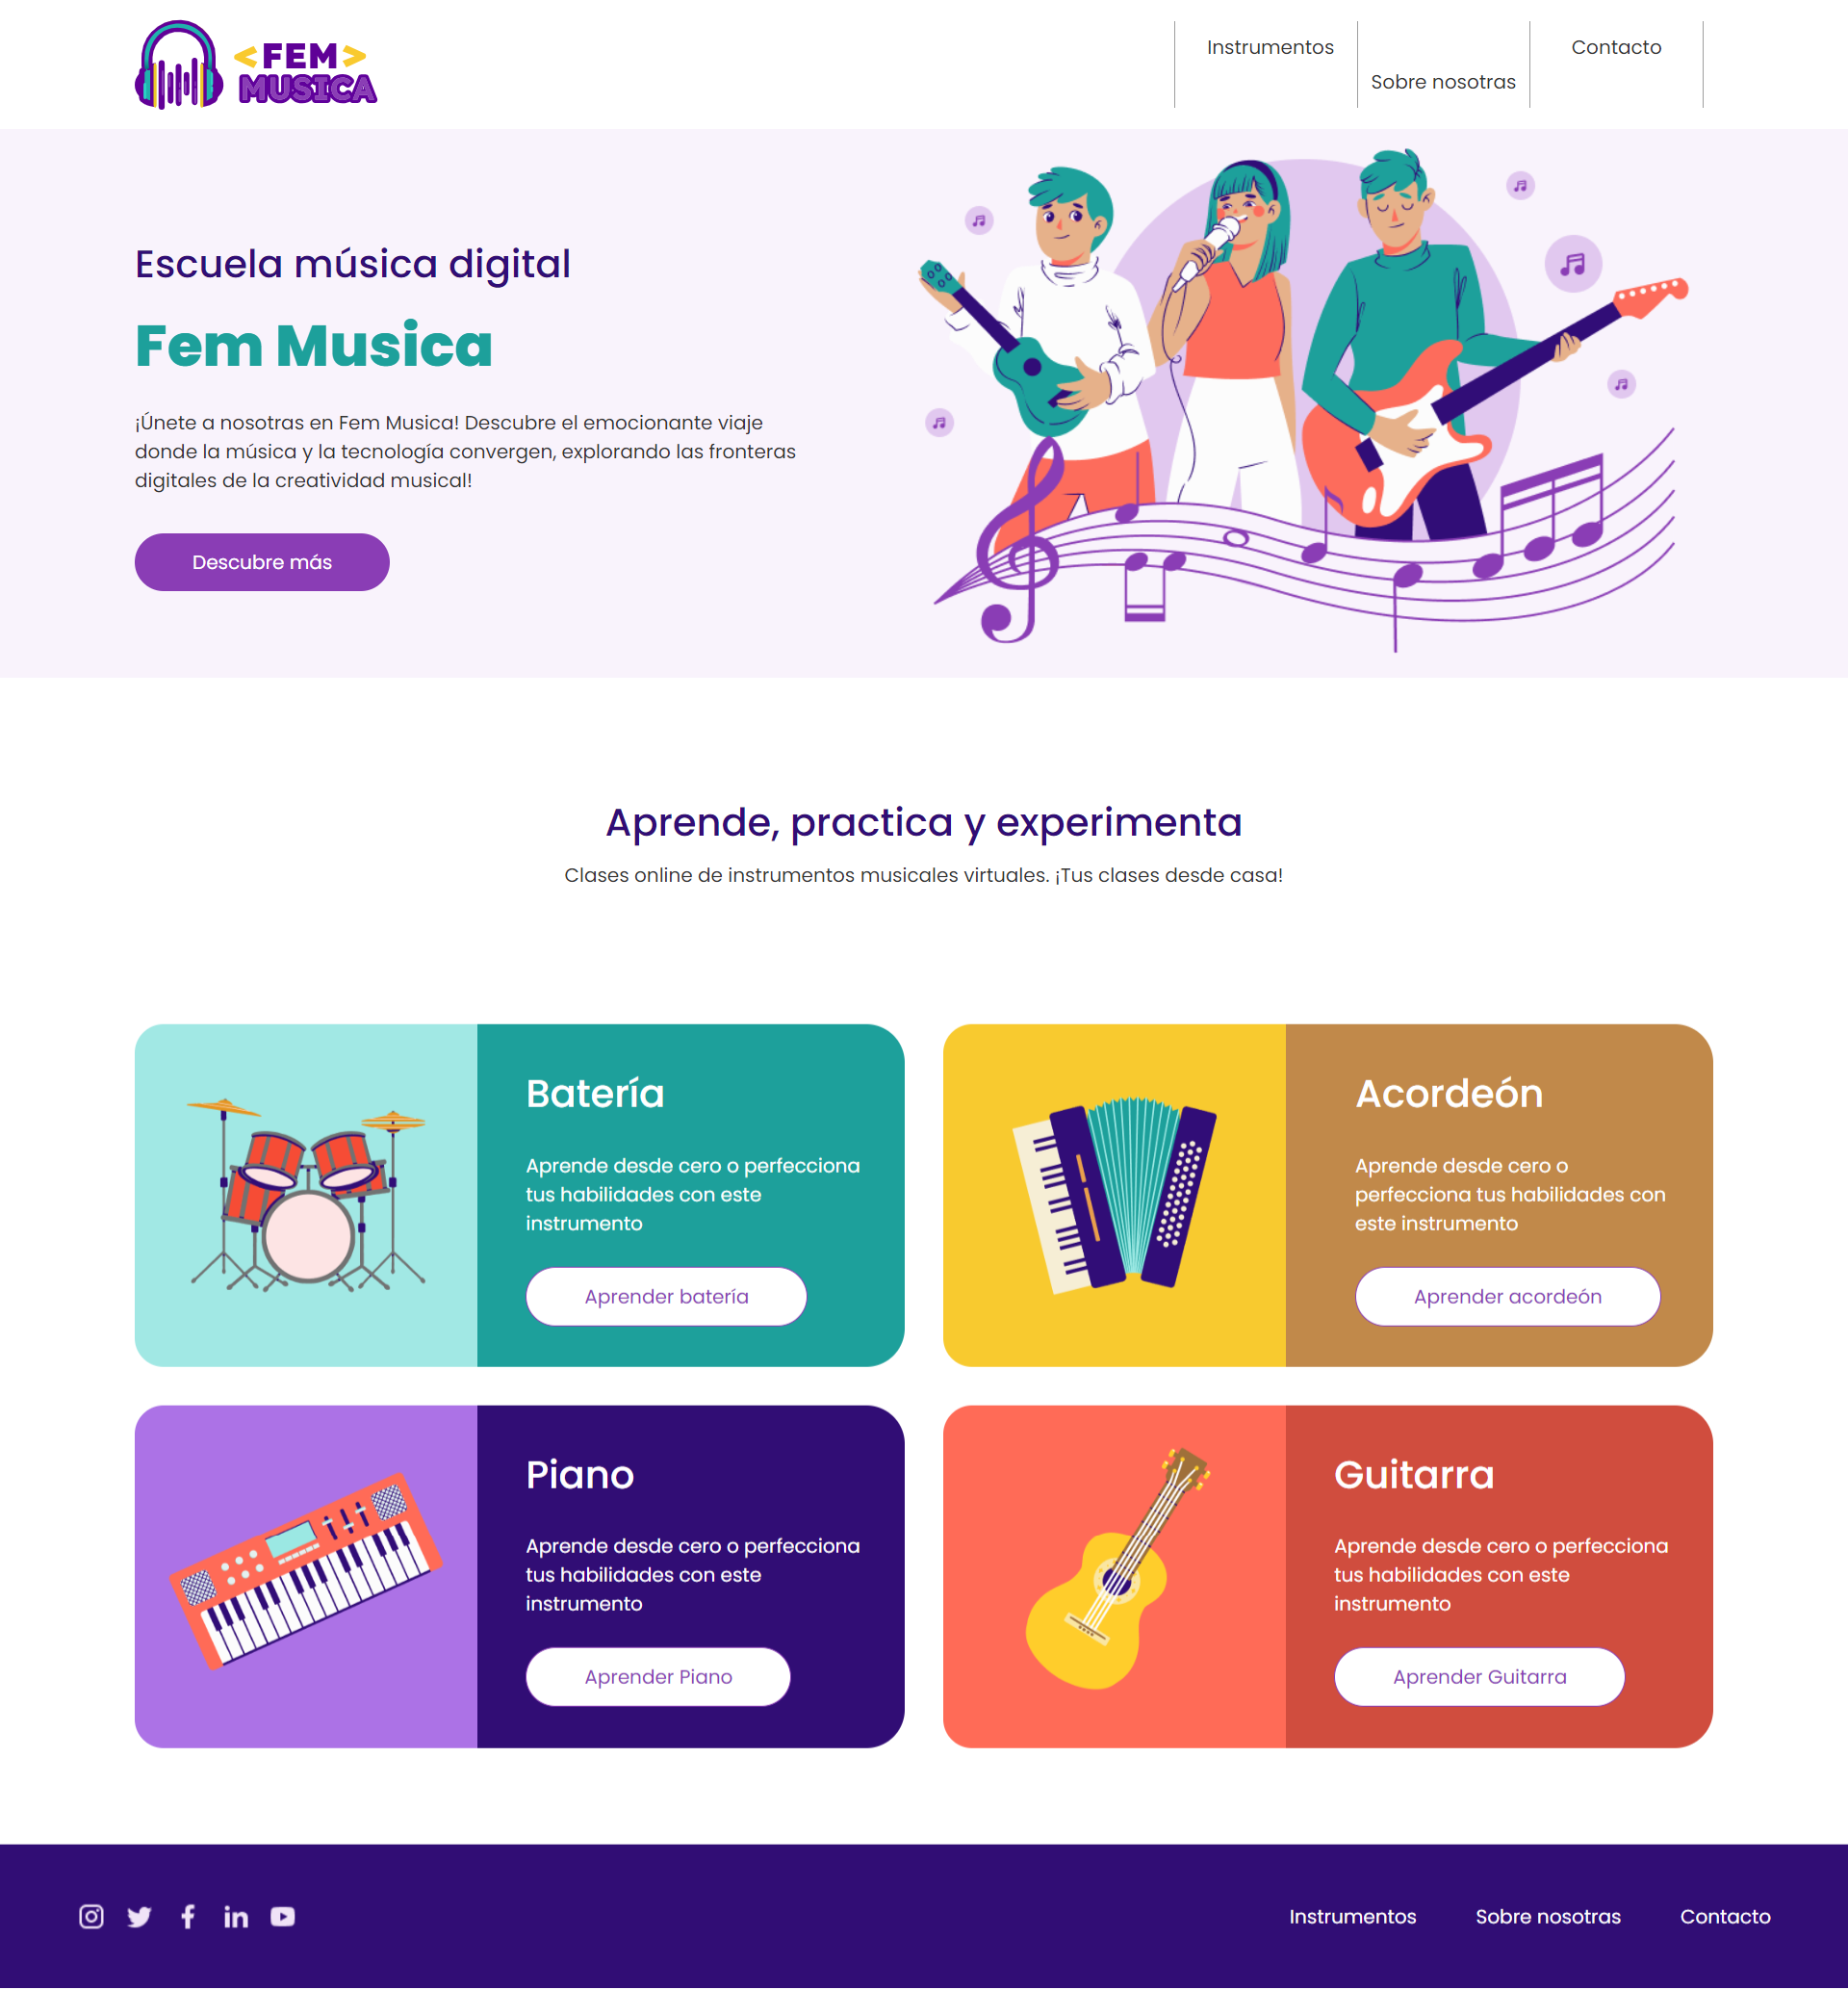 <FEM>
MUSICA
Instrumentos
Sobre nosotras
Contacto
Escuela música digital
Fem Musica
¡Únete a nosotras en Fem Musica! Descubre el emocionante viaje
donde la música y la tecnología convergen, explorando las fronteras
digitales de la creatividad musical!
Descubre más
Aprende, practica y experimenta
Clases online de instrumentos musicales virtuales. ¡Tus clases desde casa!
Batería
Aprende desde cero o perfecciona
tus habilidades con este
instrumento
Aprender batería
Acordeón
Aprende desde cero o
perfecciona tus habilidades con
este instrumento
Aprender acordeón
Piano
Aprende desde cero o perfecciona
tus habilidades con este
instrumento
Aprender Piano
Guitarra
Aprende desde cero o perfecciona
tus habilidades con este
instrumento
Aprender Guitarra
Instrumentos
Sobre nosotras
Contacto